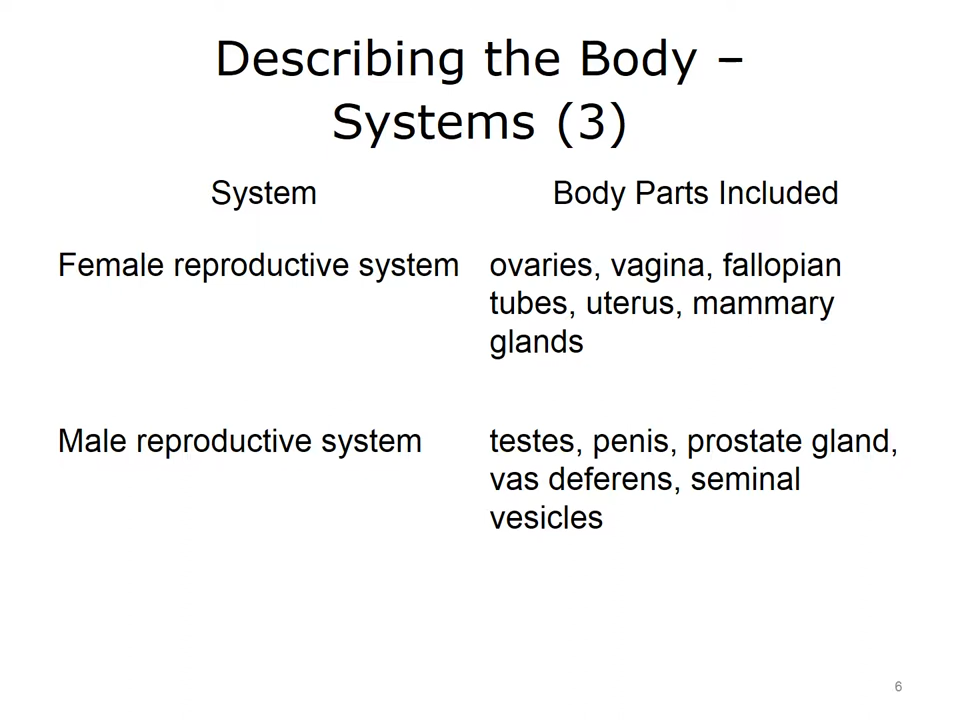 Describing the Body –
Systems (3)
System
Body Parts Included
Female reproductive system
ovaries, vagina, fallopian
tubes, uterus, mammary
glands
Male reproductive system
testes, penis, prostate gland,
vas deferens, seminal
vesicles
6